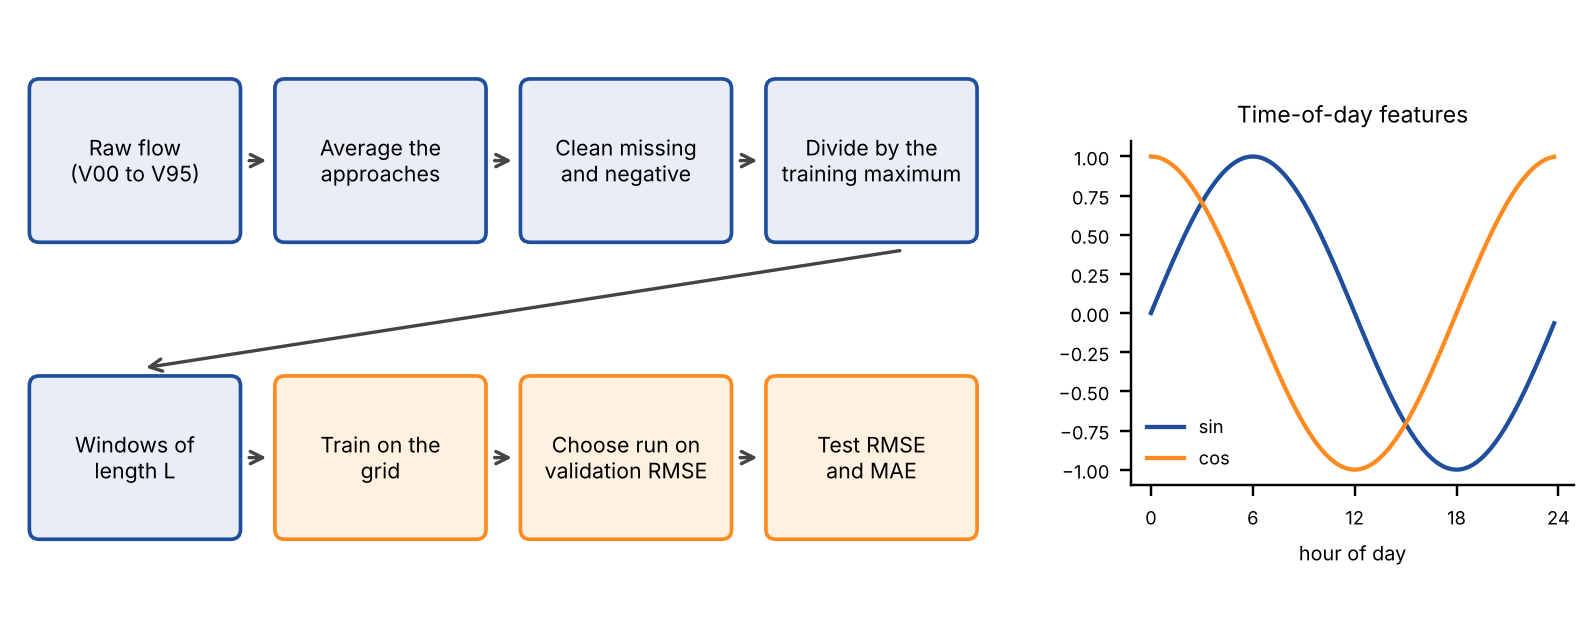 Raw flow
(V00 to V95)
Average the
approaches
Clean missing
and negative
Divide by the
training maximum
Windows of
length L
Train on the
grid
Choose run on
validation RMSE
Test RMSE
and MAE
Time-of-day features
1.00
0.75
0.50
0.25
0.00
−0.25
−0.50
−0.75
−1.00
sin
cos
0
6
12
18
24
hour of day